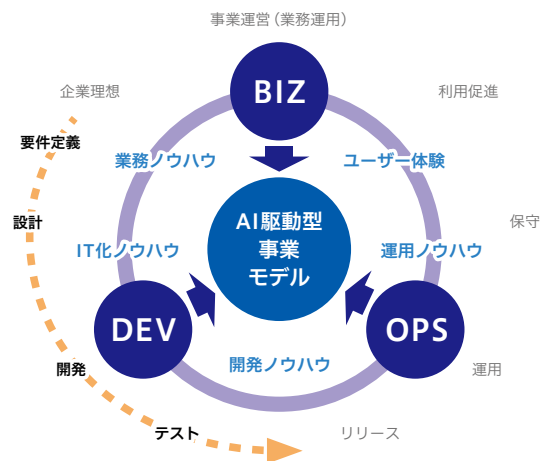 事業運営（業務運用）
BIZ
企業理想
利用促進
要件定義
業務ノウハウ
ユーザー体験
設計
AI駆動型
事業
モデル
保守
IT化ノウハウ
運用ノウハウ
DEV
OPS
開発
開発ノウハウ
運用
テスト
リリース